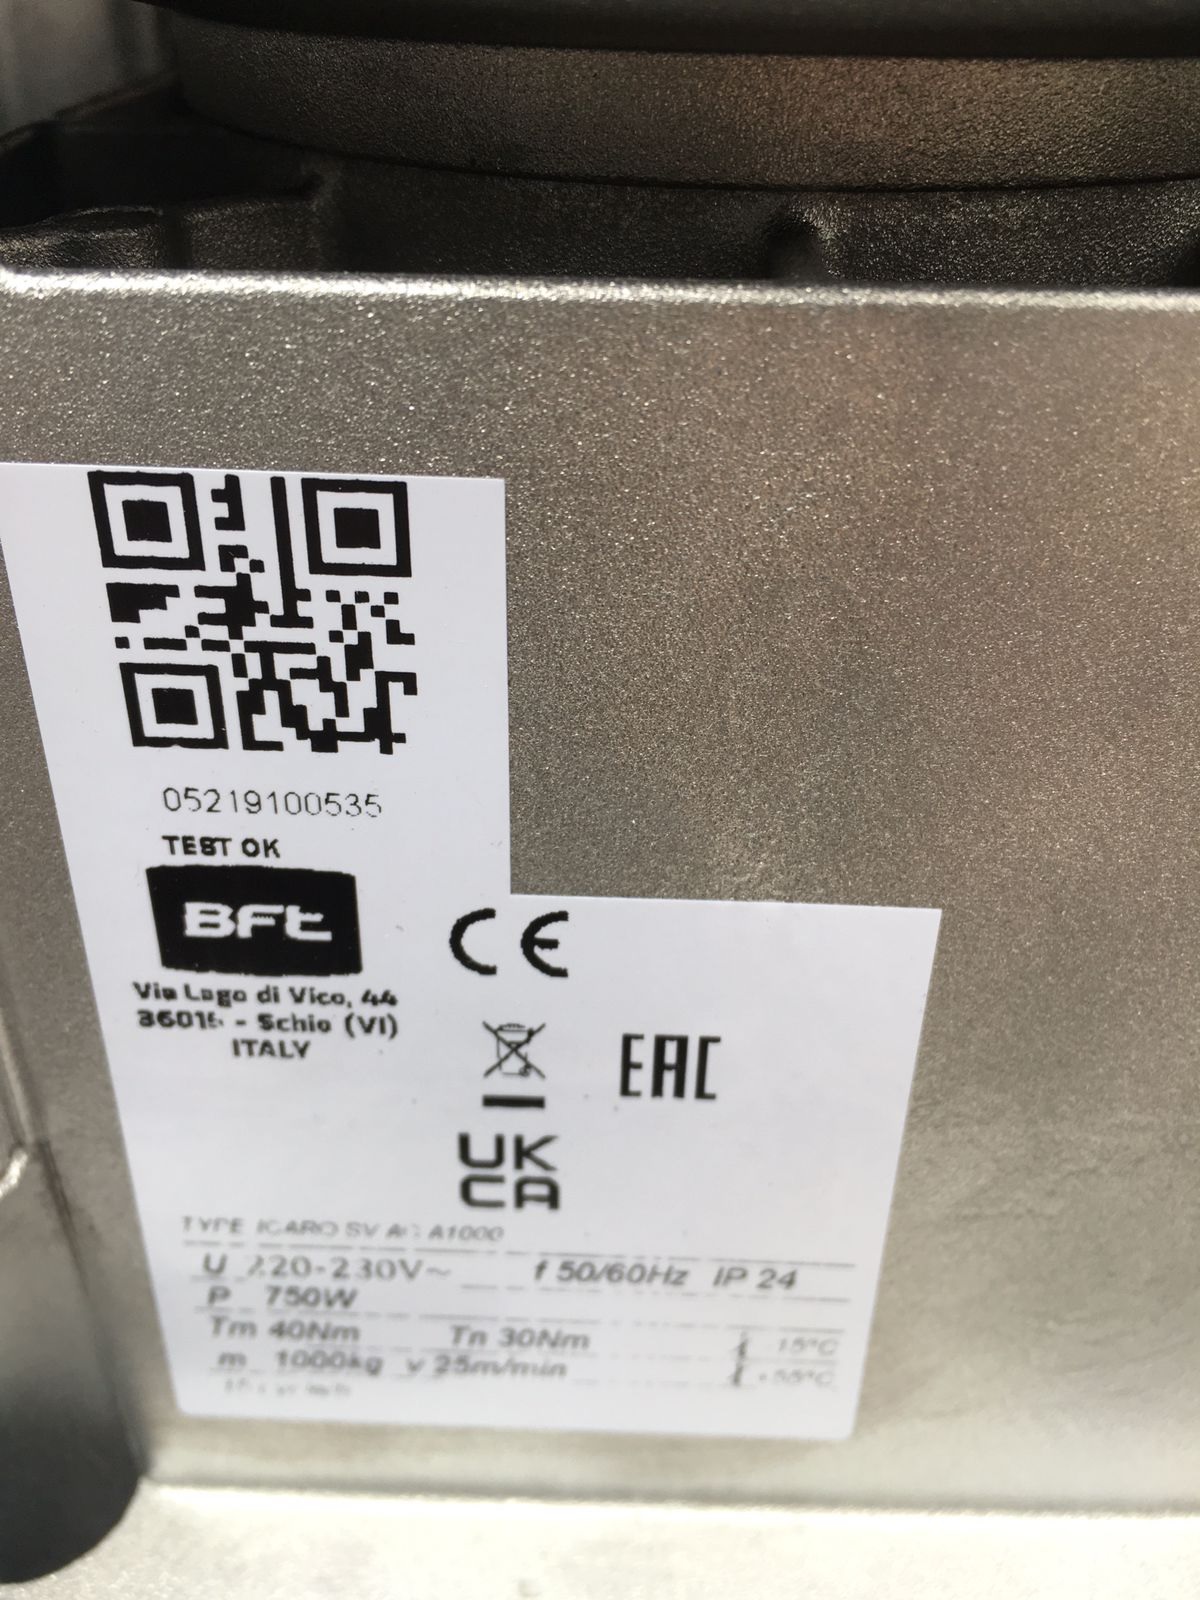 05219100535
TEST OK
BFt
Via Lago di Vico, 44
36015 - Schio (VI)
ITALY
CE
EAC
UK
CA
TYPE ICARO SV AC A1000
U 220-230V~ f 50/60Hz IP 24
P 750W
Tm 40Nm Tn 30Nm 15°C
m 1000kg v 25m/min +55°C